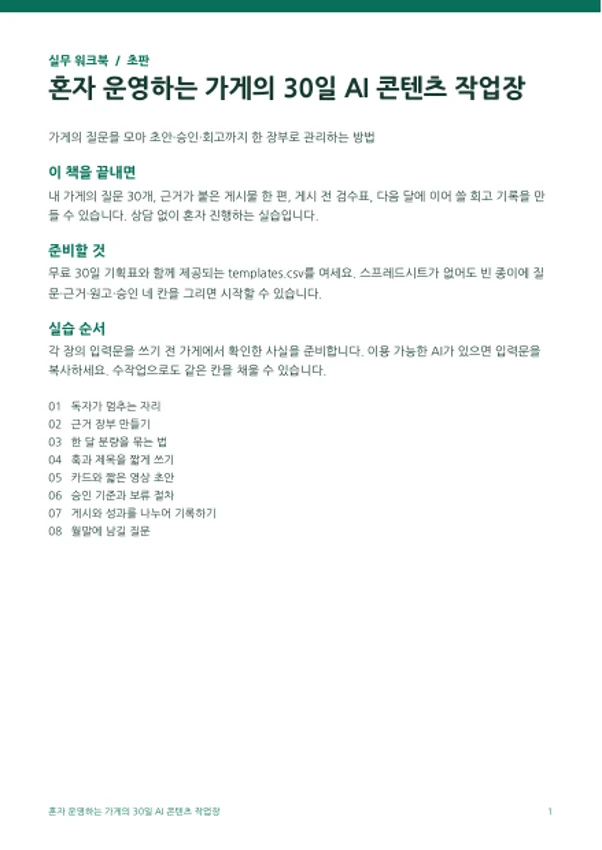 실무 워크북 / 초판
혼자 운영하는 가게의 30일 AI 콘텐츠 작업장
가게의 질문을 모아 초안·승인·회고까지 한 장부로 관리하는 방법
이 책을 끝내면
내 가게의 질문 30개, 근거가 붙은 게시물 한 편, 게시 전 검수표, 다음 달에 이어 쓸 회고 기록을 만
들 수 있습니다. 상담 없이 혼자 진행하는 실습입니다.
준비할 것
무료 30일 기획표와 함께 제공되는 templates.csv를 여세요. 스프레드시트가 없어도 빈 종이에 질
문·근거·원고·승인 네 칸을 그리면 시작할 수 있습니다.
실습 순서
각 장의 입력문을 쓰기 전 가게에서 확인한 사실을 준비합니다. 이용 가능한 AI가 있으면 입력문을
복사하세요. 수작업으로도 같은 칸을 채울 수 있습니다.
01 독자가 멈추는 자리
02 근거 장부 만들기
03 한 달 분량을 묶는 법
04 훅과 제목을 짧게 쓰기
05 카드와 짧은 영상 초안
06 승인 기준과 보류 절차
07 게시와 성과를 나누어 기록하기
08 월말에 남길 질문
혼자 운영하는 가게의 30일 AI 콘텐츠 작업장
1